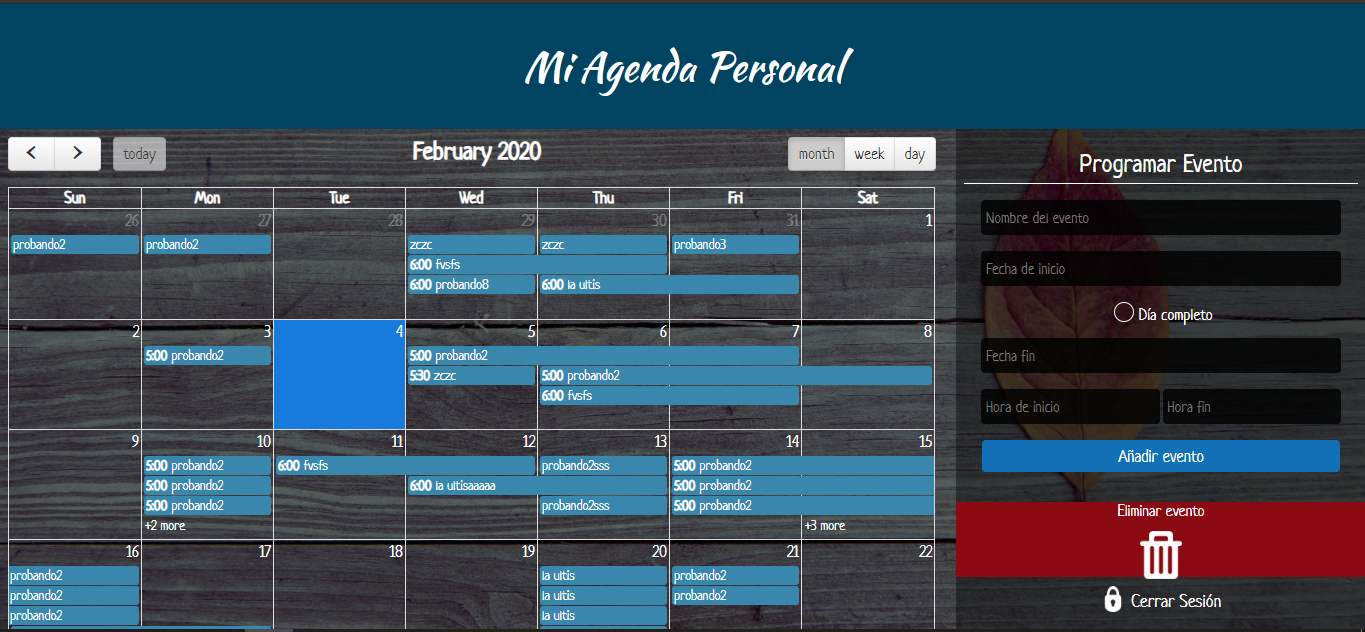 Mi Agenda Personal
today
February 2020
month week day
Sun Mon Tue Wed Thu Fri Sat
26 27 28 29 30 31 1
probando2 probando2 zczc zczc probando3
6:00 fvsfs
6:00 probando8 6:00 la ultis
2 3 4 5 6 7 8
5:00 probando2 5:00 probando2
5:30 zczc 5:00 probando2
6:00 fvsfs
9 10 11 12 13 14 15
5:00 probando2 6:00 fvsfs probando2sss 5:00 probando2
5:00 probando2 6:00 la ultisaaaaa 5:00 probando2
5:00 probando2 probando2sss 5:00 probando2
+2 more +3 more
16 17 18 19 20 21 22
probando2 la ultis probando2
probando2 la ultis probando2
probando2 la ultis
Programar Evento
Nombre del evento
Fecha de inicio
Día completo
Fecha fin
Hora de inicio Hora fin
Añadir evento
Eliminar evento
Cerrar Sesión